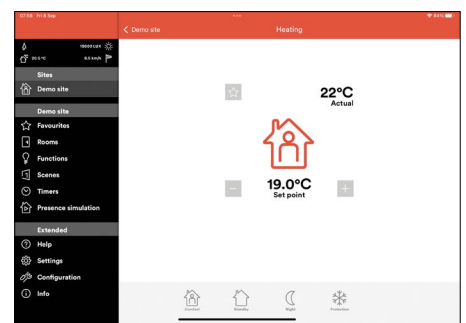 07:55 Fri 8 Sep
84%
Demo site
Heating
15000 LUX
20.5 °C
8.5 km/h
Sites
Demo site
Demo site
Favourites
Rooms
Functions
Scenes
Timers
Presence simulation
Extended
Help
Settings
Configuration
Info
22°C
Actual
19.0°C
Set point
Comfort
Standby
Night
Protection